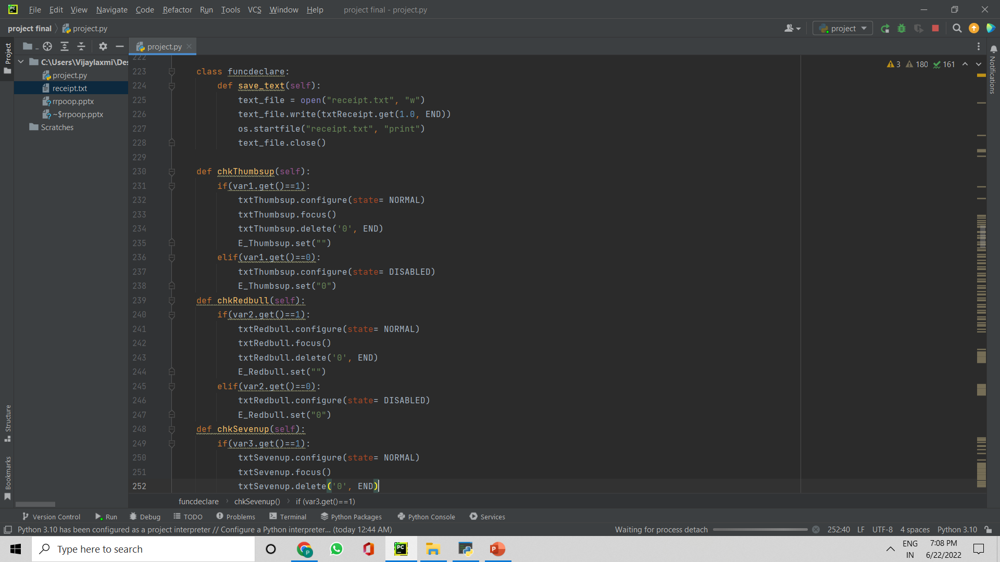 File Edit View Navigate Code Refactor Run Tools VCS Window Help project final - project.py
project final project.py project
Project .. project.py
222
C:\Users\Vijaylaxmi\Des
project.py
receipt.txt
rrpoop.pptx
~$rrpoop.pptx
Scratches
3 180 161
Notifications
223 class funcdeclare:
224 def save_text(self):
225 text_file = open("receipt.txt", "w")
226 text_file.write(txtReceipt.get(1.0, END))
227 os.startfile("receipt.txt", "print")
228 text_file.close()
229
230 def chkThumbsup(self):
231 if(var1.get()==1):
232 txtThumbsup.configure(state= NORMAL)
233 txtThumbsup.focus()
234 txtThumbsup.delete('0', END)
235 E_Thumbsup.set("")
236 elif(var1.get()==0):
237 txtThumbsup.configure(state= DISABLED)
238 E_Thumbsup.set("0")
239 def chkRedbull(self):
240 if(var2.get()==1):
241 txtRedbull.configure(state= NORMAL)
242 txtRedbull.focus()
243 txtRedbull.delete('0', END)
244 E_Redbull.set("")
245 elif(var2.get()==0):
246 txtRedbull.configure(state= DISABLED)
247 E_Redbull.set("0")
248 def chkSevenup(self):
249 if(var3.get()==1):
250 txtSevenup.configure(state= NORMAL)
251 txtSevenup.focus()
252 txtSevenup.delete('0', END)
Structure
Bookmarks
funcdeclare chkSevenup() if (var3.get()==1)
Version Control Run Debug TODO Problems Terminal Python Packages Python Console Services
Python 3.10 has been configured as a project interpreter // Configure a Python interpreter... (today 12:44 AM) Waiting for process detach 252:40 LF UTF-8 4 spaces Python 3.10
Type here to search
ENG
IN
7:08 PM
6/22/2022